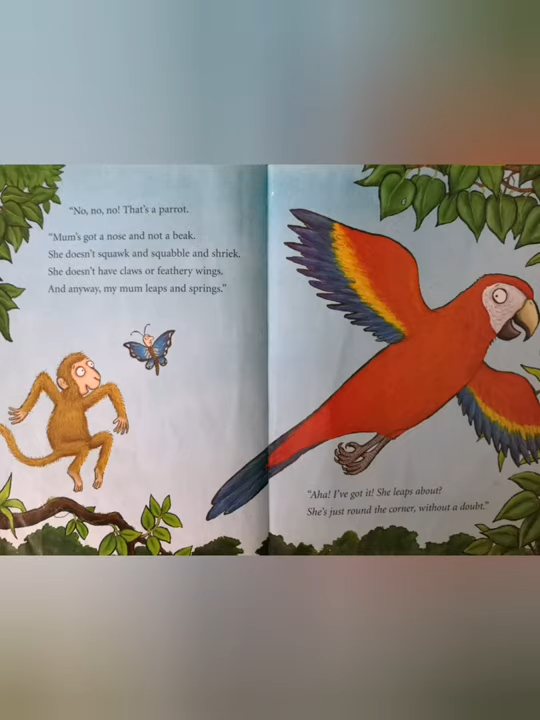 "No, no, no! That's a parrot.
"Mum's got a nose and not a beak.
She doesn't squawk and squabble and shriek.
She doesn't have claws or feathery wings.
And anyway, my mum leaps and springs."
"Aha! I've got it! She leaps about?
She's just round the corner, without a doubt."